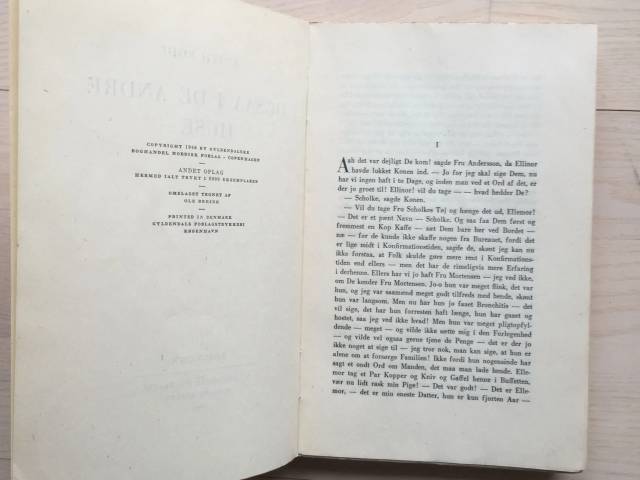 COPYRIGHT 1948 BY GYLDENDALSKE
BOGHANDEL NORDISK FORLAG - COPENHAGEN
ANDET OPLAG
HERMED IALT TRYKT I 5000 EKSEMPLARER
OMSLAGET TEGNET AF
PRINTED IN DENMARK
GYLDENDALS FORLAGSTRYKKERI
KØBENHAVN
I
Aah det var dejligt De kom! sagde Fru Andersson, da Ellinor
havde lukket Konen ind. — Jo for jeg skal sige Dem, nu
har vi ingen haft i te Dage, og inden man ved et Ord af det, er
der jo groet til! Ellinor! vil du tage — — hvad hedder De?
— Scholke, sagde Konen.
— Vil du tage Fru Scholkes Tøj og hænge det ud, Ellenor!
— Det er et pænt Navn — Scholke. Og saa faa Dem først og
fremmest en Kop Kaffe — sæt Dem bare her ved Bordet —
næ — for de kunde ikke skaffe nogen fra Bureauet, fordi det
er lige midt i Konfirmationstiden, sagde de, skønt jeg kan nu
ikke forstaa, at Folk skulde gøre mere rent i Konfirmations-
tiden end ellers — men det har de rimeligvis mere Erfaring
i derhenne. Ellers har vi jo haft Fru Mortensen. — jeg ved ikke,
om De kender Fru Mortensen. Jo-o hun var meget flink, det var
hun, og jeg var saamænd meget godt tilfreds med hende, skønt
hun var langsom. Men nu har hun jo faaet Bronchitis — det
vil sige, det har hun forresten haft længe, hun har gaaet og
hostet, saa jeg ved ikke hvad! Men hun var meget pligtopfyl-
dende — meget — og vilde ikke sætte mig i den Forlegenhed
— og vilde vel ogsaa gerne tjene de Penge — det er der jo
ikke noget at sige til — jeg tror nok, man kan sige, at hun er
alene om at forsørge Familien! Ikke fordi hun nogensinde har
sagt et ondt Ord om Manden, det maa man lade hende. Elle-
mor tag et Par Kopper og Kniv og Gaffel henne i Buffetten,
vær nu lidt rask min Pige! — Det var godt! — Det er Elle-
mor, — det er min eneste Datter, hun er kun fjorten Aar —